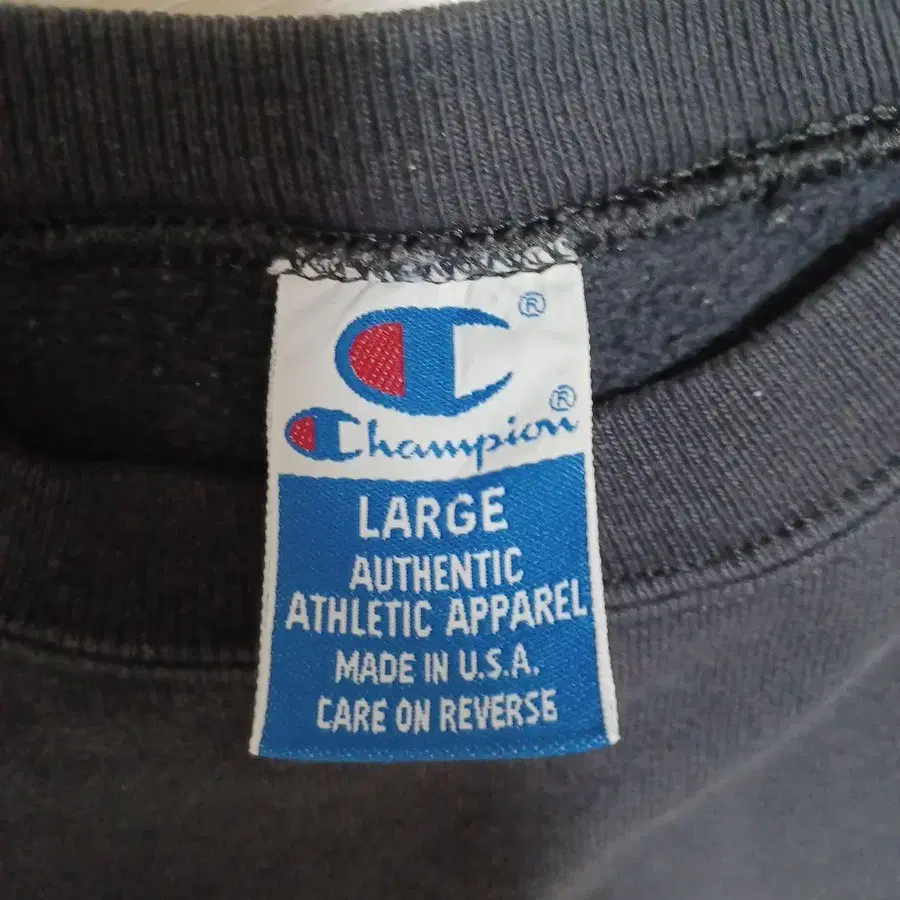 ®
Champion®
LARGE
AUTHENTIC
ATHLETIC APPAREL
MADE IN U.S.A.
CARE ON REVERSE